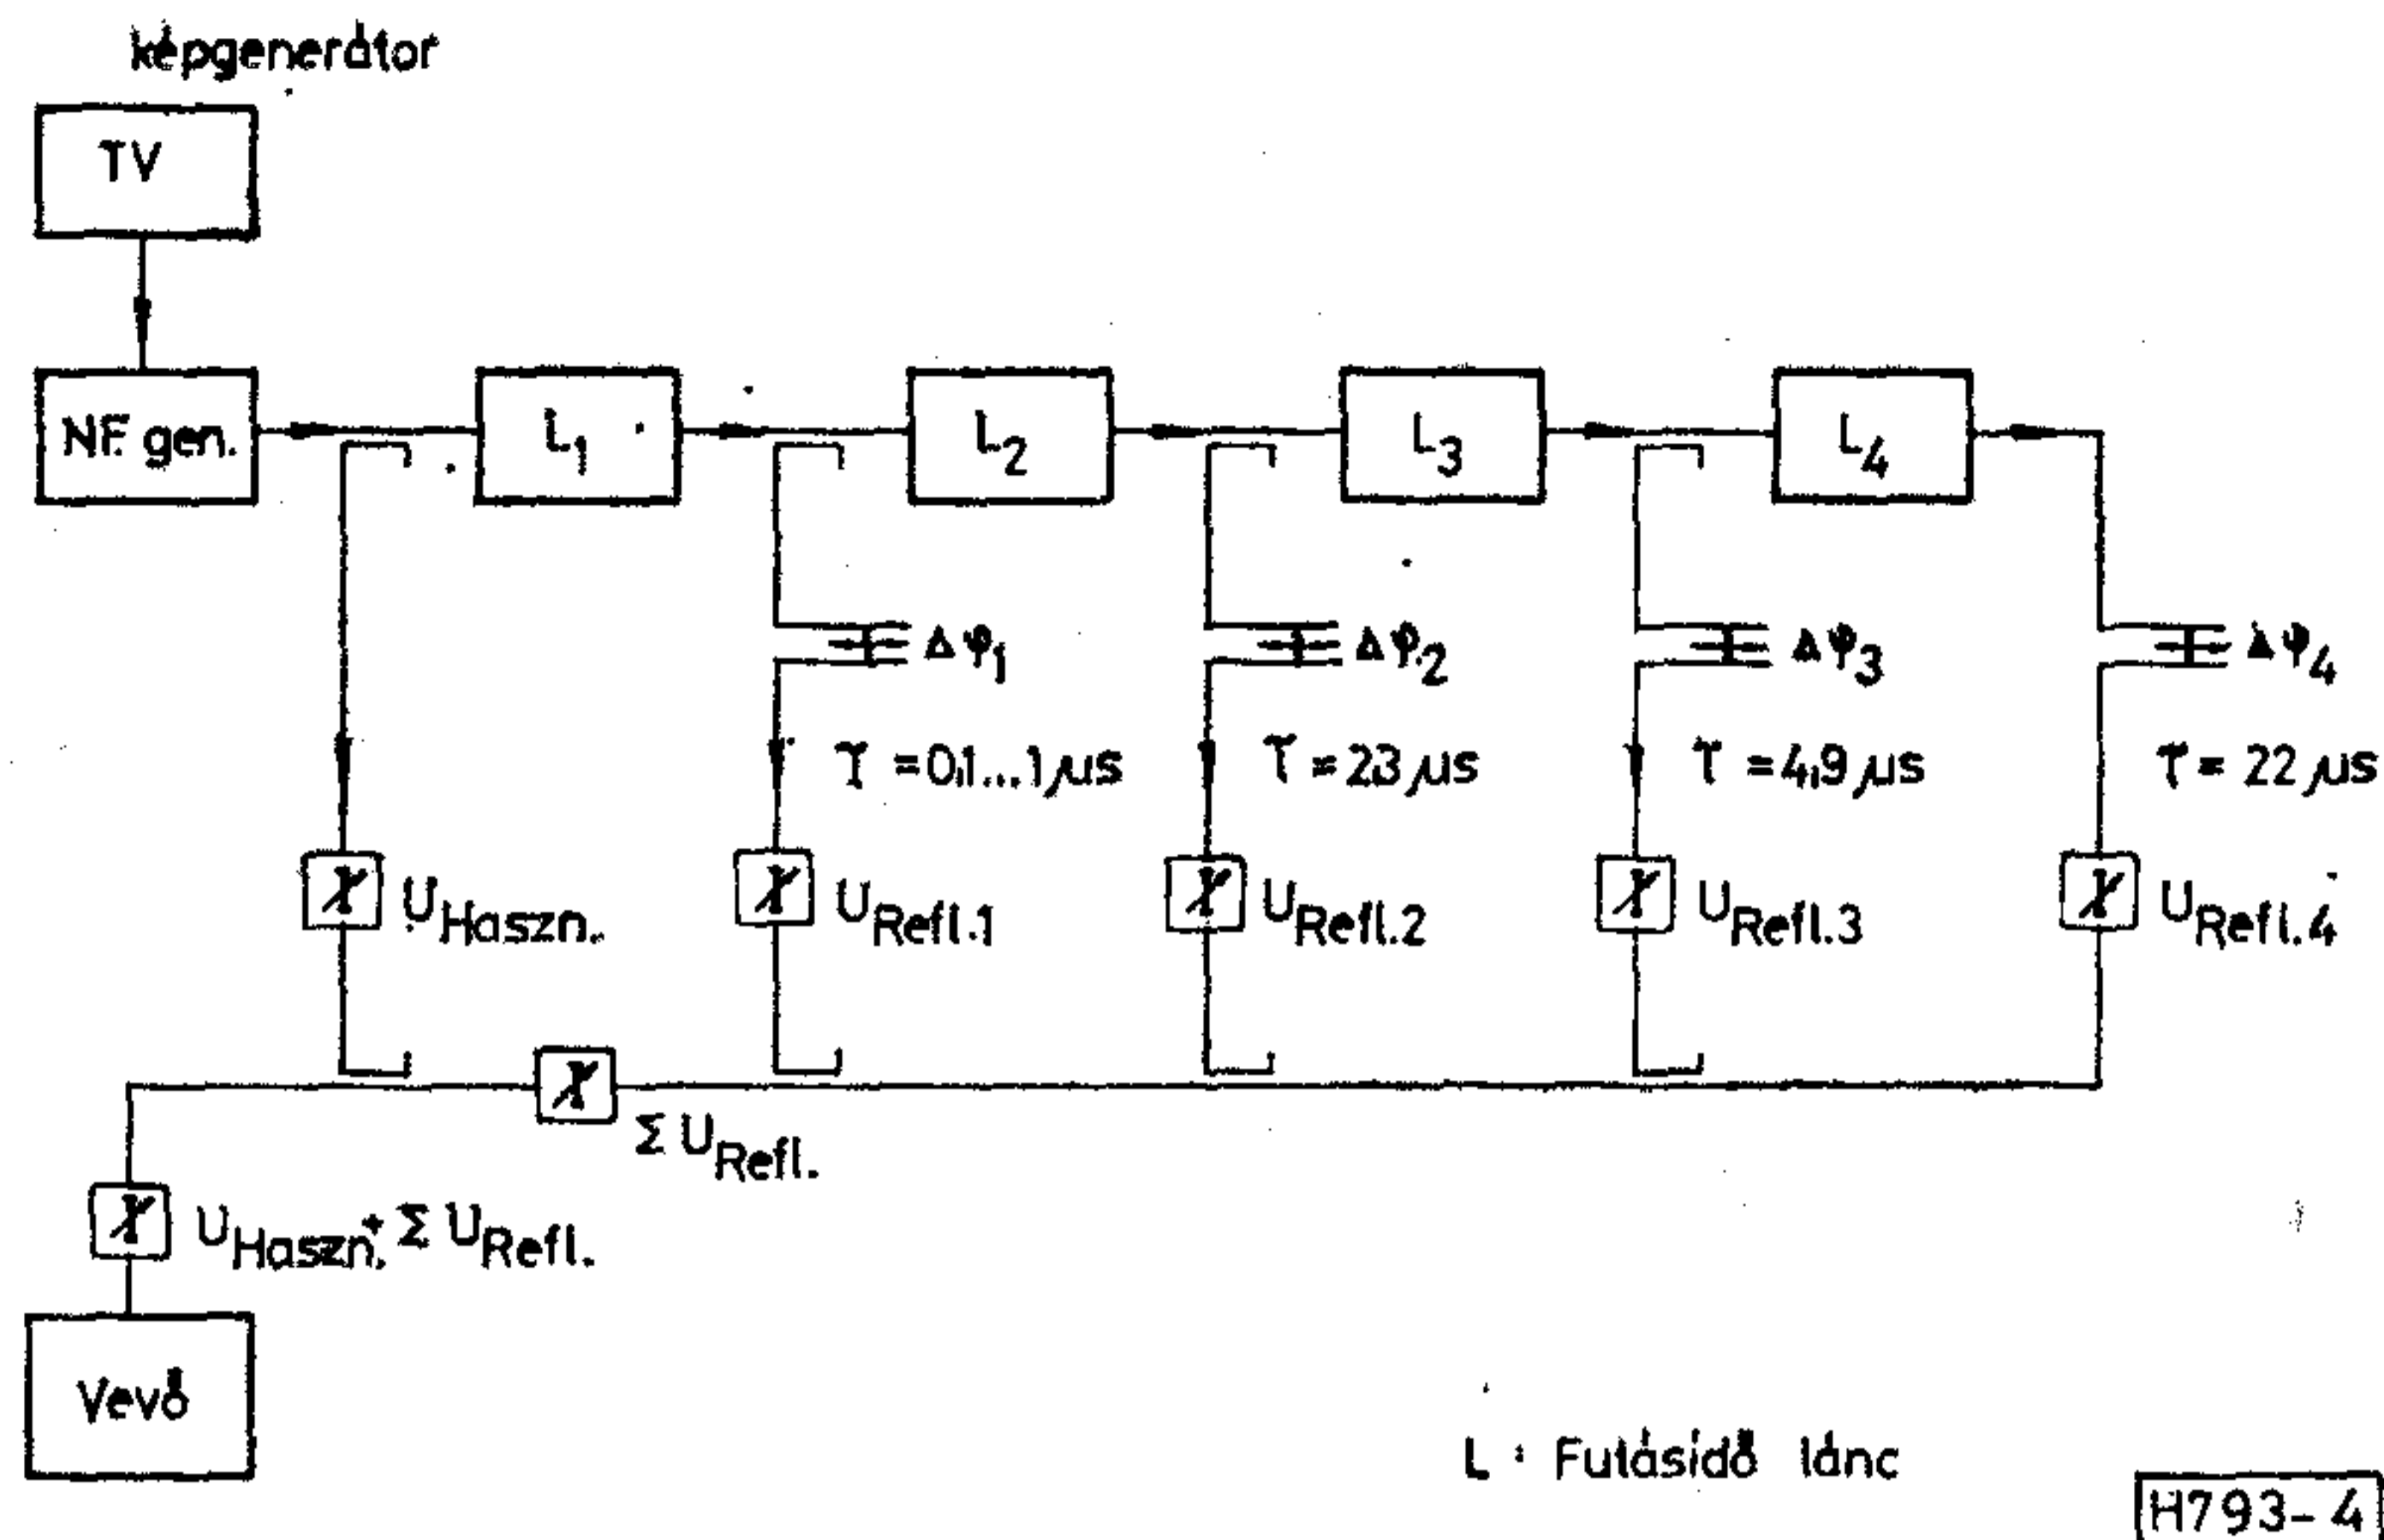 képgenerátor
TV
NF. gen.
L1
L2
L3
L4
Δφ1
Δφ2
Δφ3
Δφ4
τ = 0,1...1 μs
τ = 2,3 μs
τ = 4,9 μs
τ = 22 μs
UHaszn.
URefl.1
URefl.2
URefl.3
URefl.4
Σ URefl.
UHaszn. + Σ URefl.
Vevő
L : Futásidő lánc
H793-4